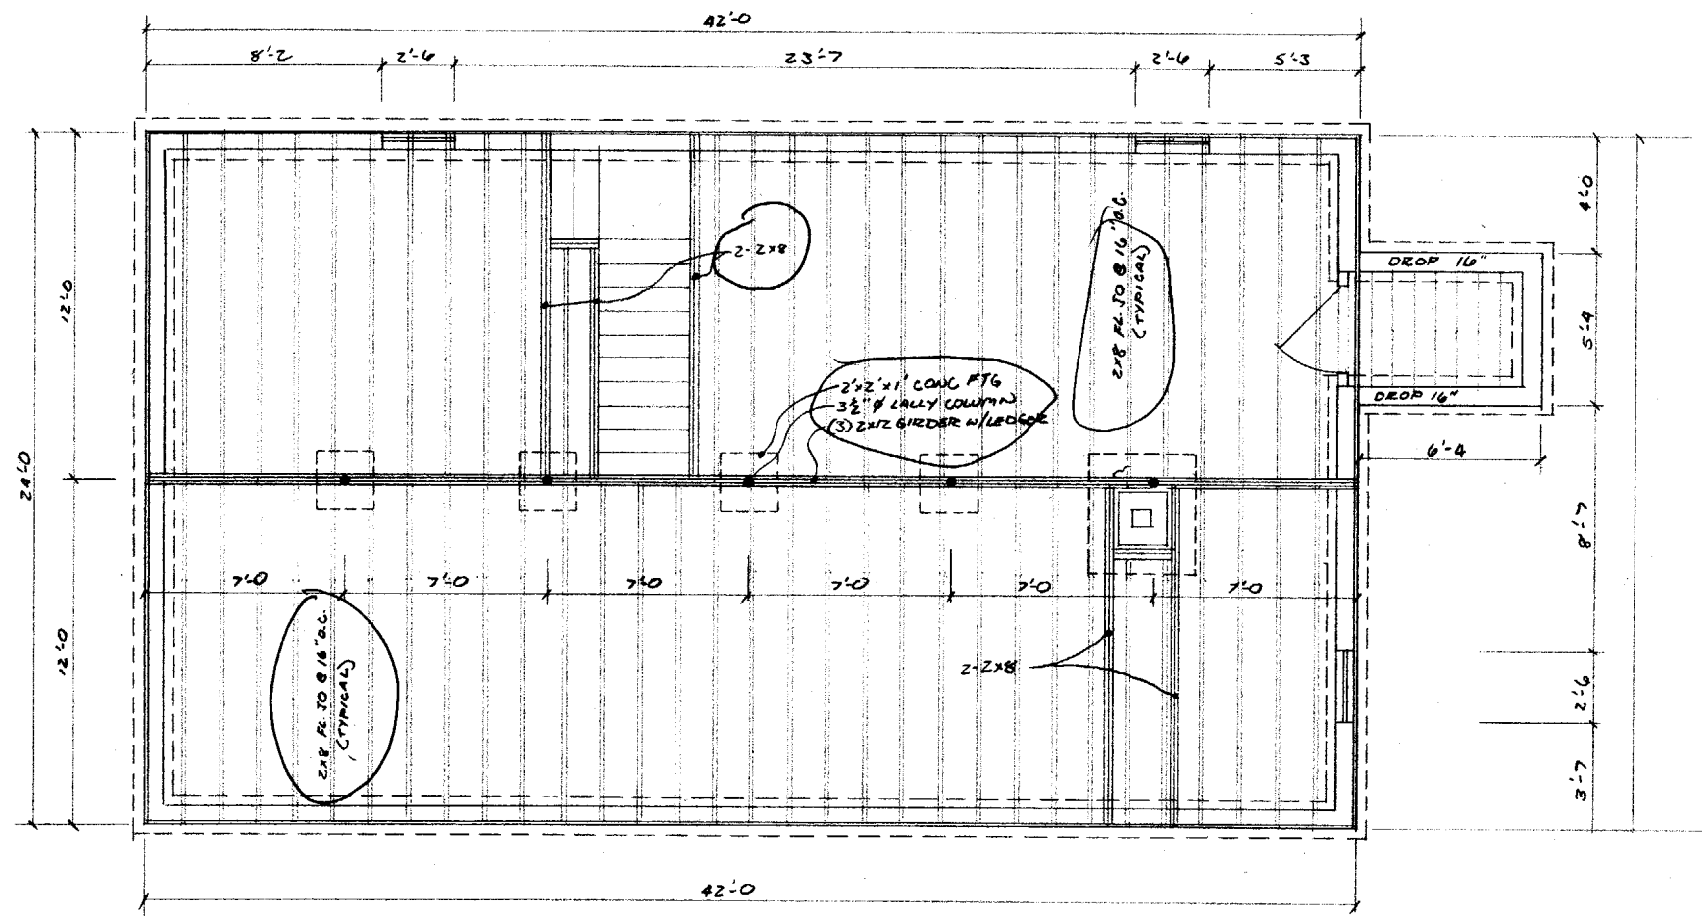 42'-0
8'-2
2'-6
23'-7
2'-6
5'-3
24'-0
12'-0
12'-0
2-2x8
2x8 FL. JO @ 16" O.C.
(TYPICAL)
2'x2'x1' CONC FTG
3½" ø LALLY COLUMN
(3) 2x12 GIRDER W/LEDGER
4'-0
DROP 16"
5'-4
DROP 16"
6'-4
8'-7
7'-0
7'-0
7'-0
7'-0
7'-0
7'-0
2x8 FL. JO @ 16" O.C.
(TYPICAL)
2-2x8
2'-6
3'-7
42'-0